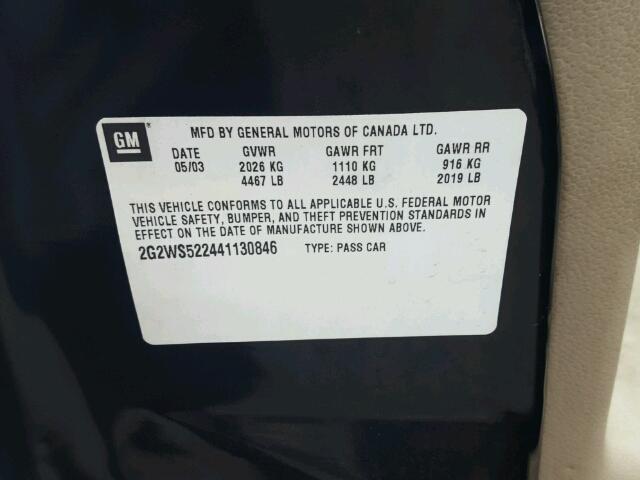 GM ® MFD BY GENERAL MOTORS OF CANADA LTD.
DATE GVWR GAWR FRT GAWR RR
05/03 2026 KG 1110 KG 916 KG
4467 LB 2448 LB 2019 LB
THIS VEHICLE CONFORMS TO ALL APPLICABLE U.S. FEDERAL MOTOR
VEHICLE SAFETY, BUMPER, AND THEFT PREVENTION STANDARDS IN
EFFECT ON THE DATE OF MANUFACTURE SHOWN ABOVE.
2G2WS522441130846 TYPE: PASS CAR